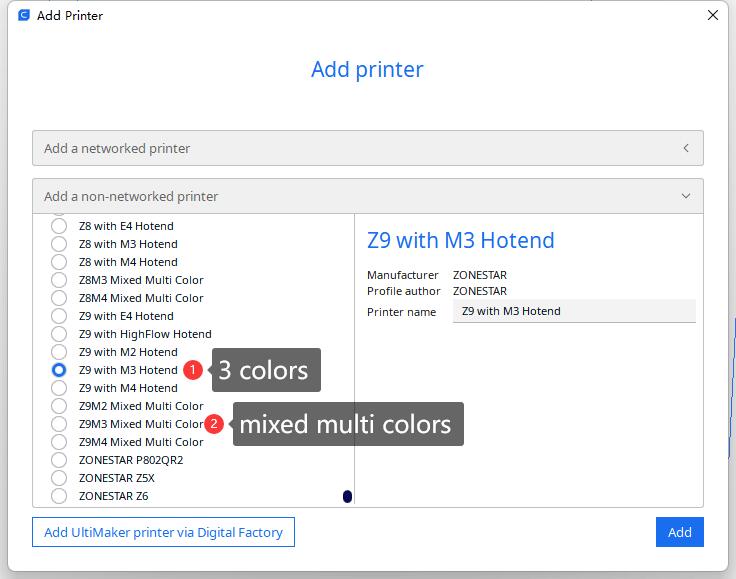 Add Printer
Add printer
Add a networked printer
Add a non-networked printer
Z8 with E4 Hotend
Z8 with M3 Hotend
Z8 with M4 Hotend
Z8M3 Mixed Multi Color
Z8M4 Mixed Multi Color
Z9 with E4 Hotend
Z9 with HighFlow Hotend
Z9 with M2 Hotend
Z9 with M3 Hotend 1 3 colors
Z9 with M4 Hotend
Z9M2 Mixed Multi Color
Z9M3 Mixed Multi Color 2 mixed multi colors
Z9M4 Mixed Multi Color
ZONESTAR P802QR2
ZONESTAR Z5X
ZONESTAR Z6
Z9 with M3 Hotend
Manufacturer ZONESTAR
Profile author ZONESTAR
Printer name Z9 with M3 Hotend
Add UltiMaker printer via Digital Factory
Add